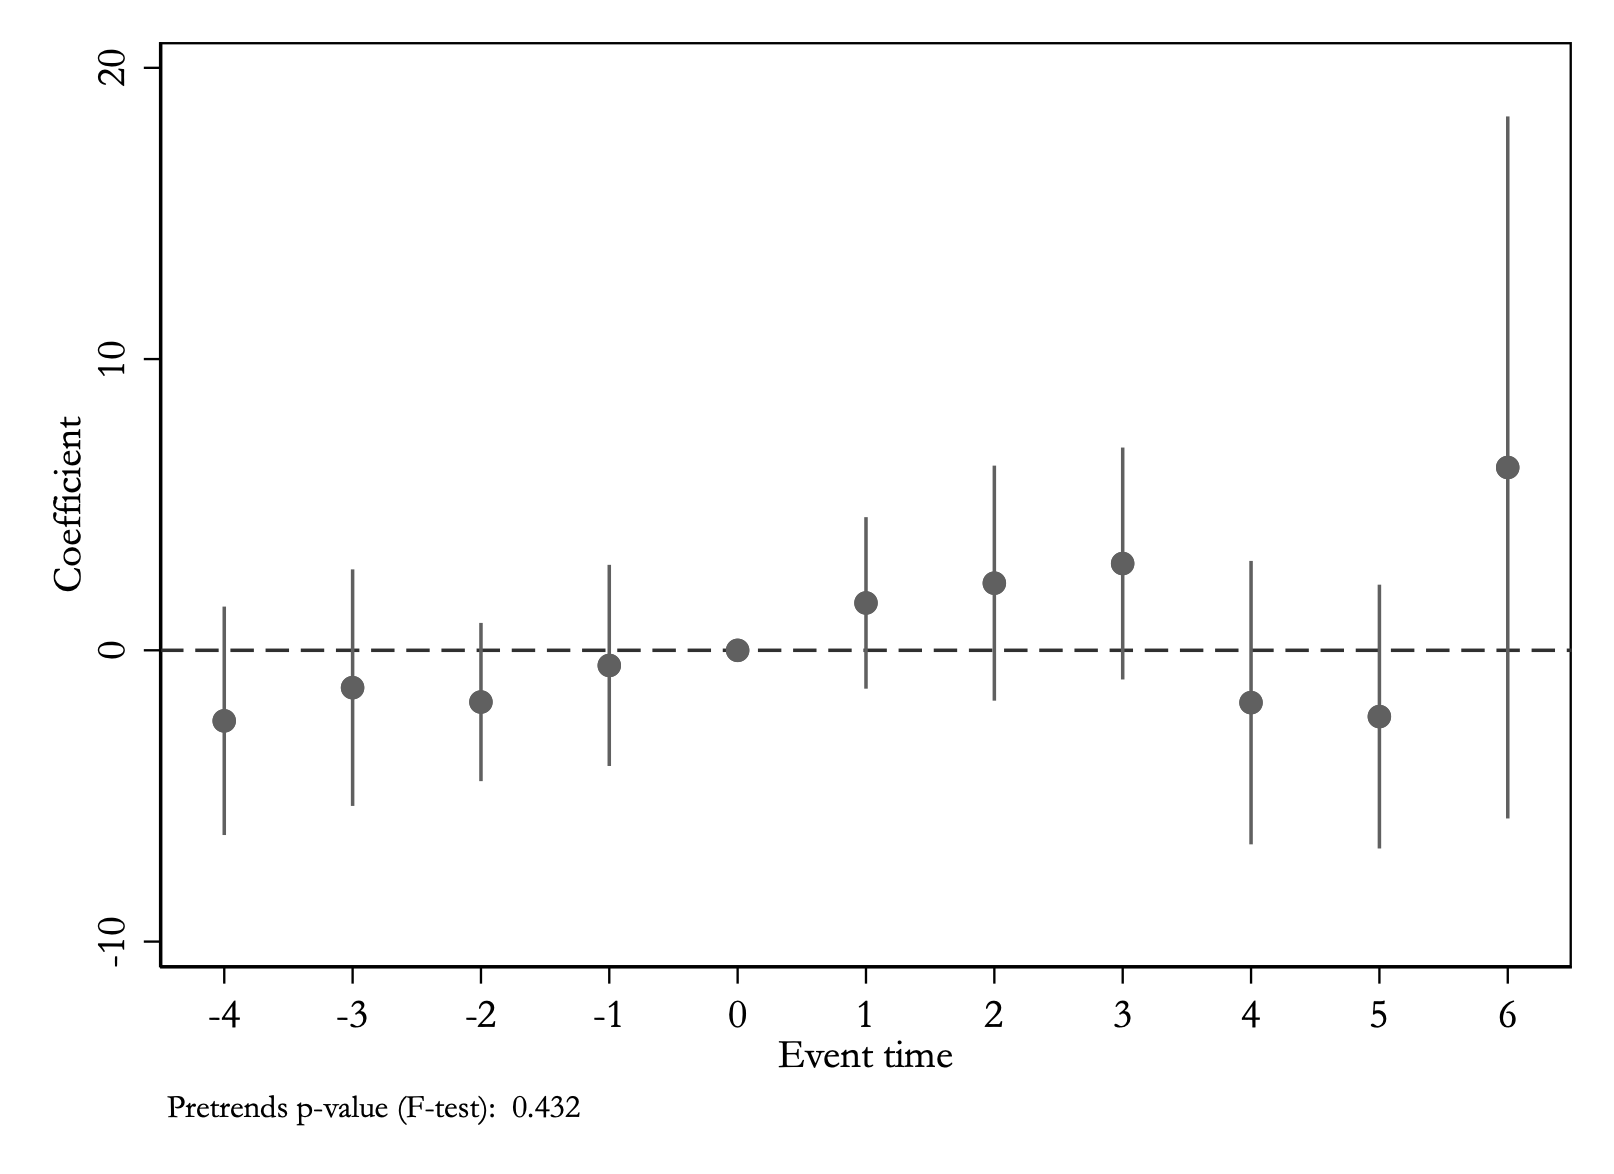 20
10
0
-10
Coefficient
-4 -3 -2 -1 0 1 2 3 4 5 6
Event time
Pretrends p-value (F-test): 0.432